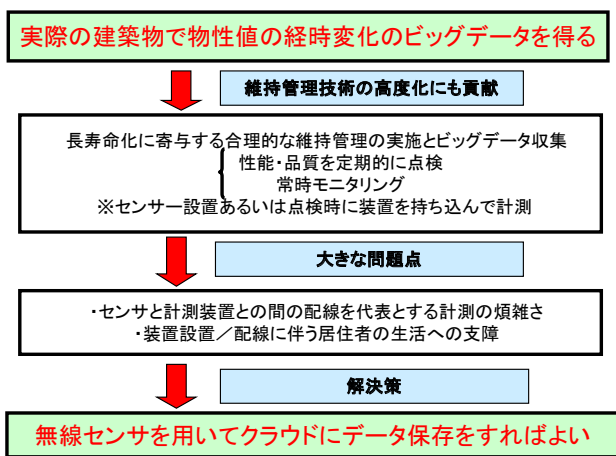 実際の建築物で物性値の経時変化のビッグデータを得る
維持管理技術の高度化にも貢献
長寿命化に寄与する合理的な維持管理の実施とビッグデータ収集
性能・品質を定期的に点検
常時モニタリング
※センサー設置あるいは点検時に装置を持ち込んで計測
大きな問題点
・センサと計測装置との間の配線を代表とする計測の煩雑さ
・装置設置／配線に伴う居住者の生活への支障
解決策
無線センサを用いてクラウドにデータ保存をすればよい